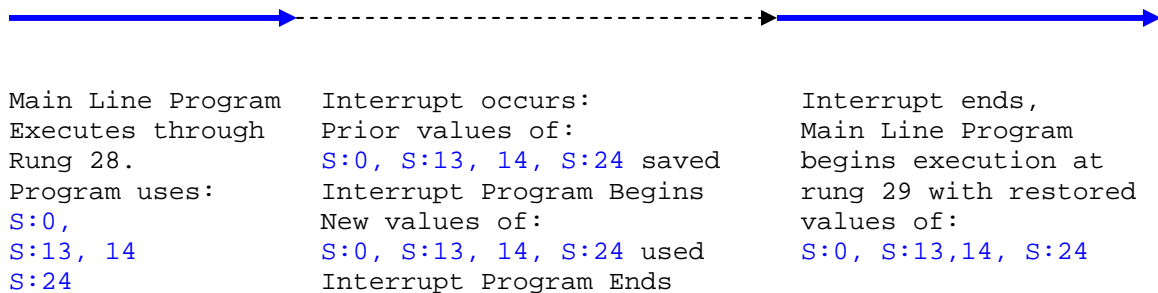 Main Line Program
Executes through
Rung 28.
Program uses:
S:0,
S:13, 14
S:24
Interrupt occurs:
Prior values of:
S:0, S:13, 14, S:24 saved
Interrupt Program Begins
New values of:
S:0, S:13, 14, S:24 used
Interrupt Program Ends
Interrupt ends,
Main Line Program
begins execution at
rung 29 with restored
values of:
S:0, S:13,14, S:24